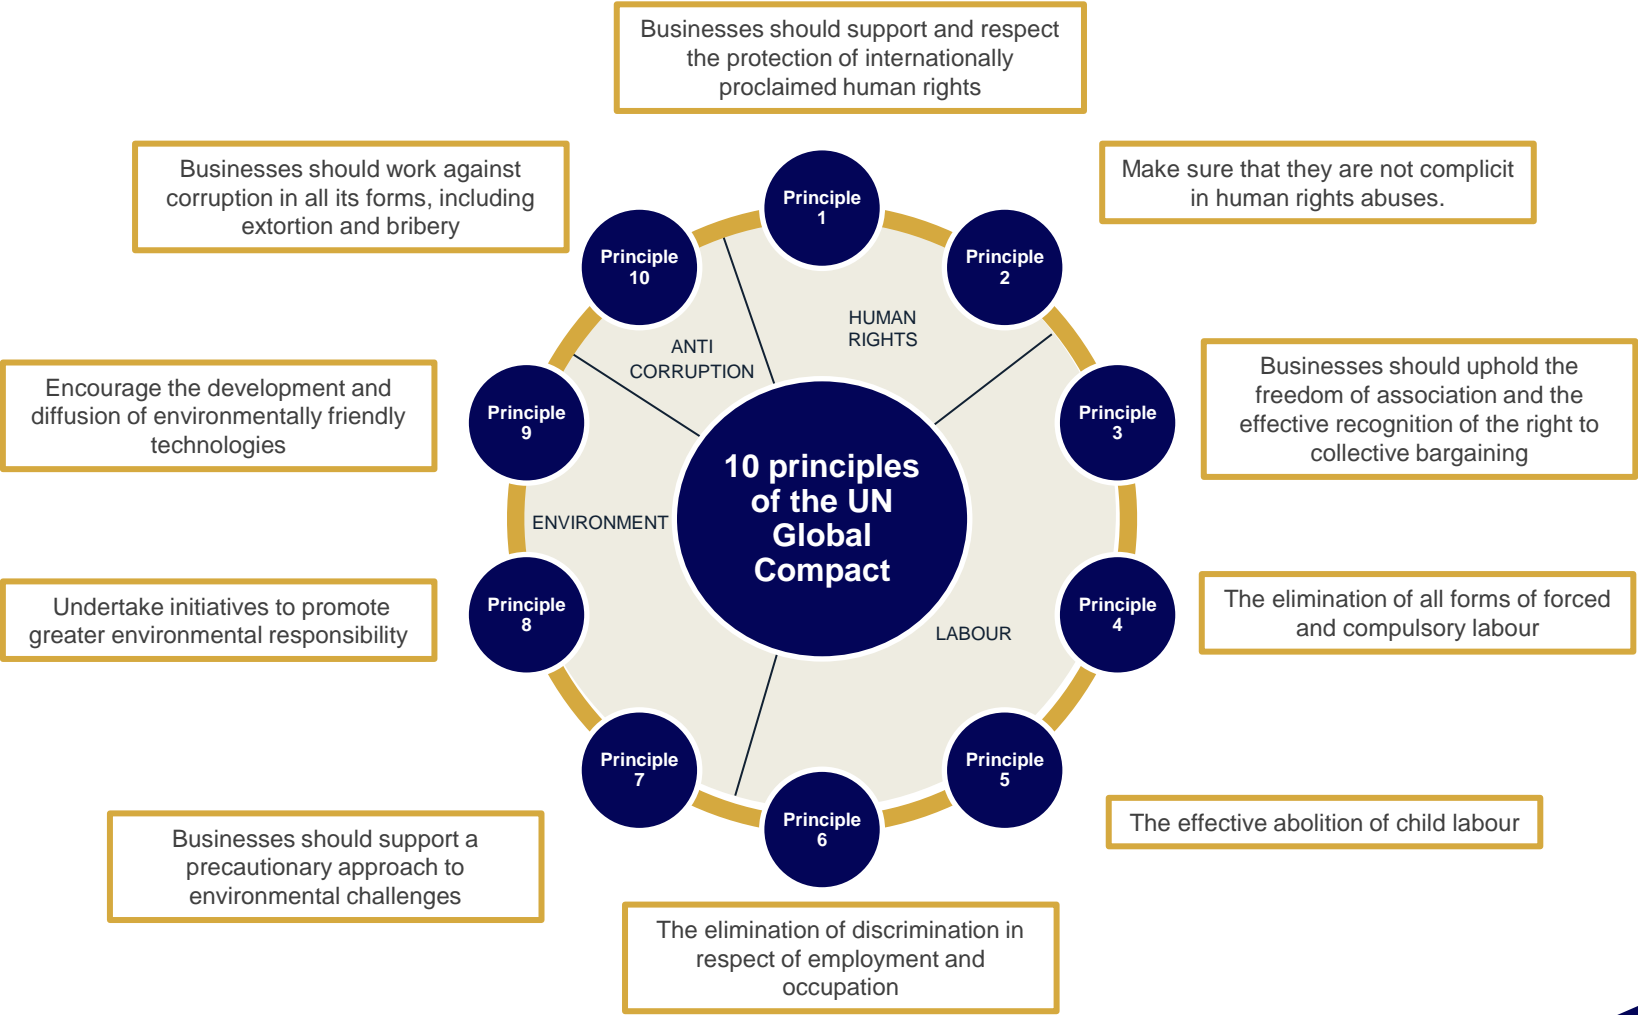 Businesses should support and respect
the protection of internationally
proclaimed human rights
Businesses should work against
corruption in all its forms, including
extortion and bribery
Make sure that they are not complicit
in human rights abuses.
Principle
1
Principle
10
Principle
2
HUMAN
RIGHTS
ANTI
CORRUPTION
Encourage the development and
diffusion of environmentally friendly
technologies
Principle
9
Principle
3
Businesses should uphold the
freedom of association and the
effective recognition of the right to
collective bargaining
10 principles
of the UN
Global
Compact
ENVIRONMENT
Undertake initiatives to promote
greater environmental responsibility
Principle
8
LABOUR
Principle
4
The elimination of all forms of forced
and compulsory labour
Principle
7
Principle
5
Principle
6
Businesses should support a
precautionary approach to
environmental challenges
The effective abolition of child labour
The elimination of discrimination in
respect of employment and
occupation